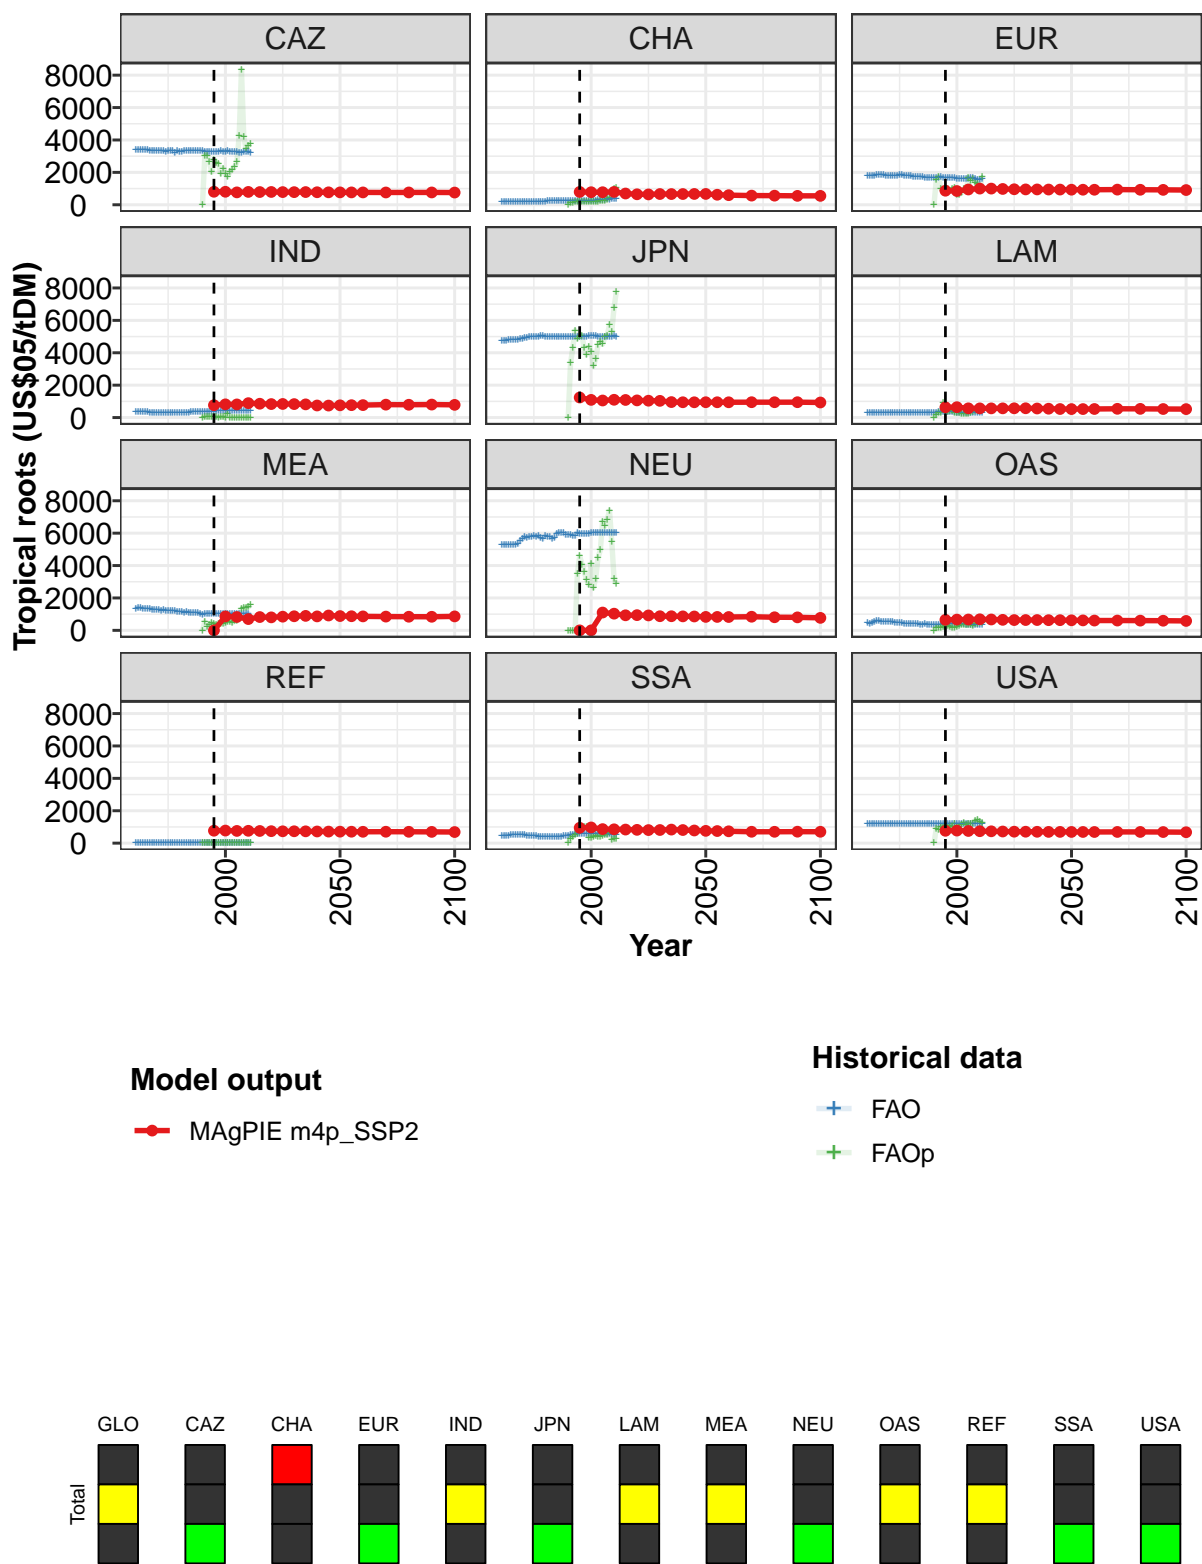 CAZ CHA EUR
8000
6000
4000
2000
0
IND JPN LAM
8000
6000
4000
2000
0
MEA NEU OAS
8000
6000
4000
2000
0
REF SSA USA
8000
6000
4000
2000
0
Tropical roots (US$05/tDM)
2000 2050 2100 2000 2050 2100 2000 2050 2100
Year
Model output
MAgPIE m4p_SSP2
Historical data
FAO
FAOp
GLO CAZ CHA EUR IND JPN LAM MEA NEU OAS REF SSA USA
Total